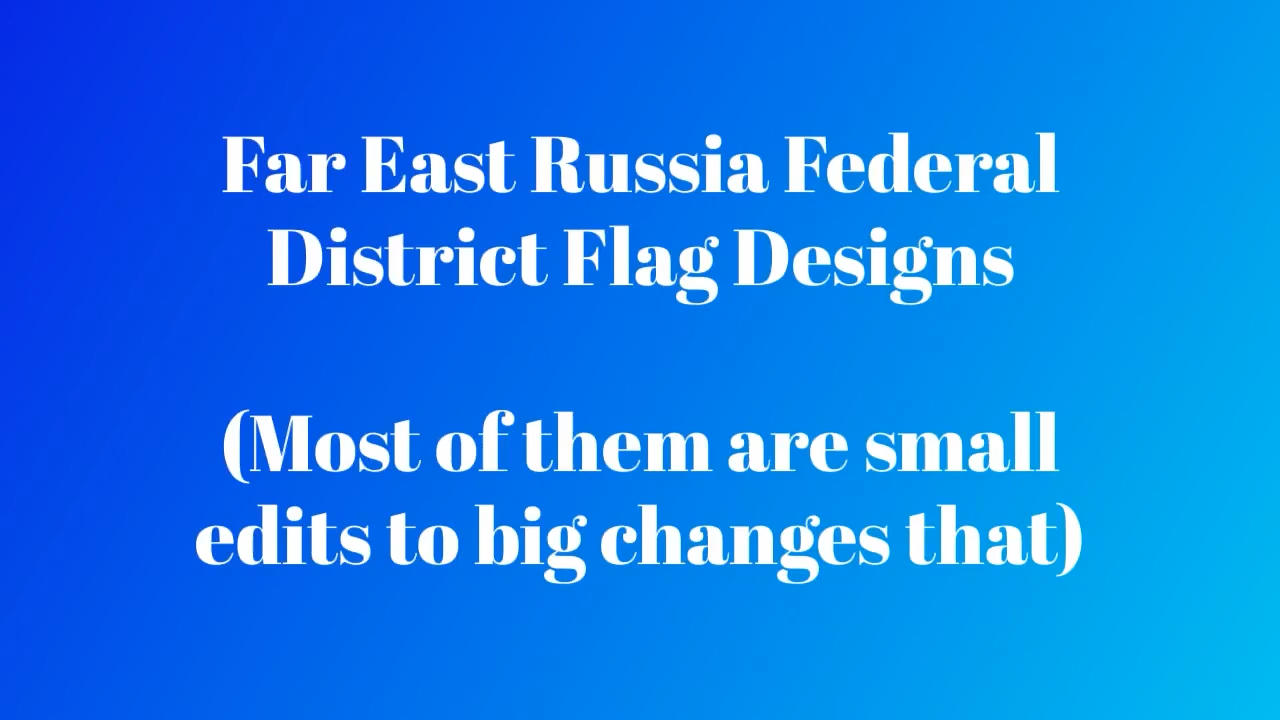 Far East Russia Federal
District Flag Designs
(Most of them are small
edits to big changes that)